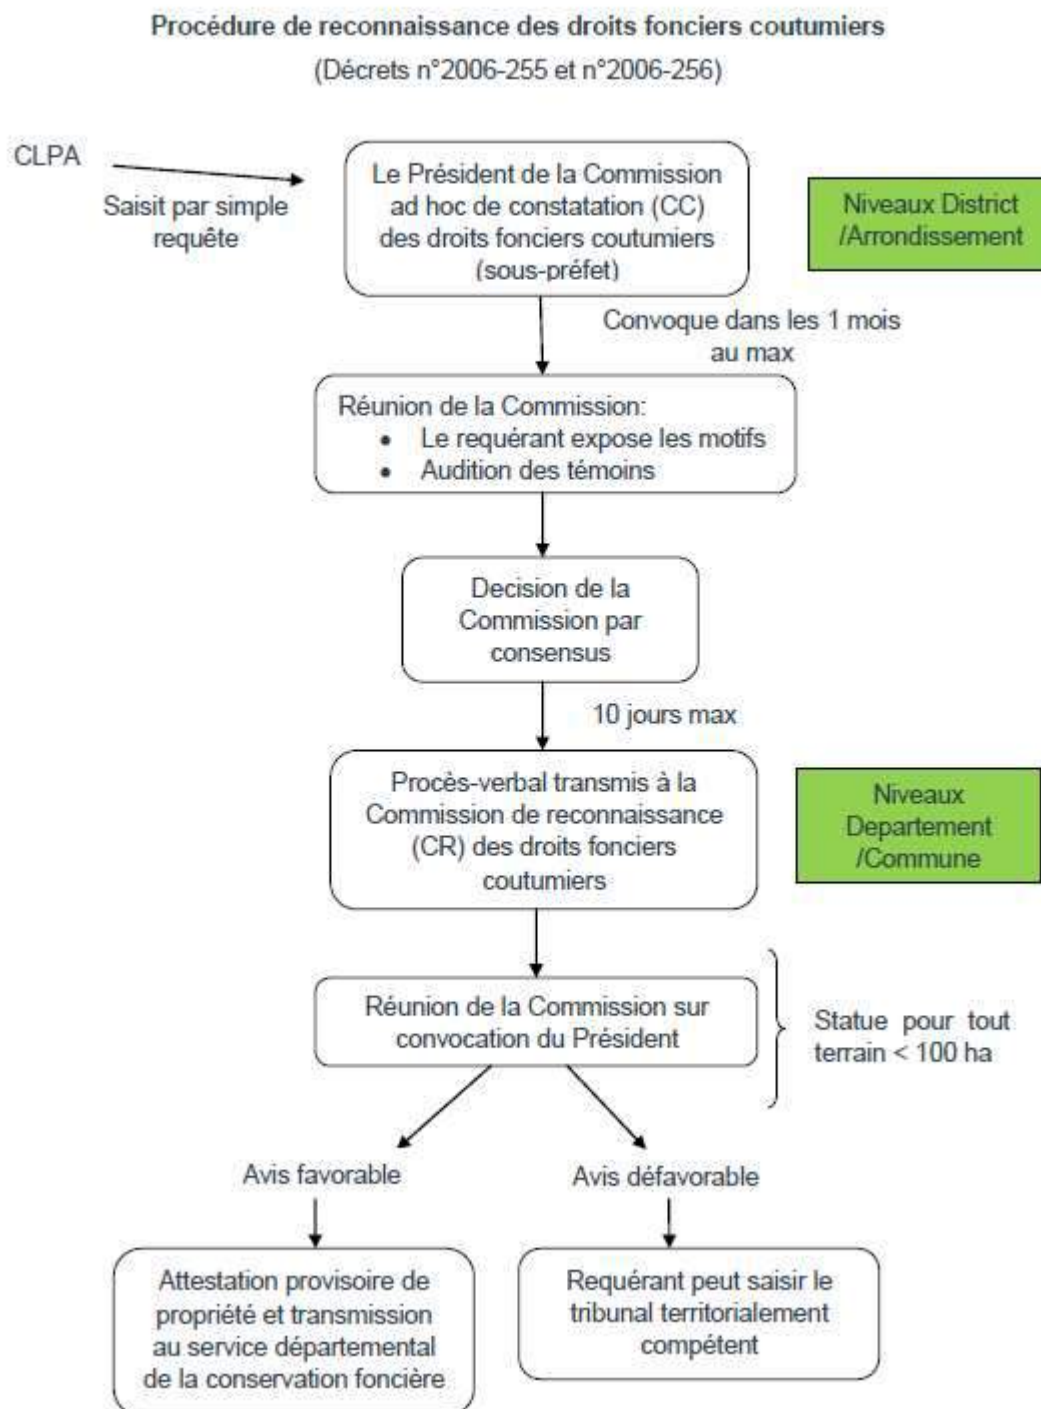 Procédure de reconnaissance des droits fonciers coutumiers
(Décrets n°2006-255 et n°2006-256)
CLPA
Saisit par simple
requête
Le Président de la Commission
ad hoc de constatation (CC)
des droits fonciers coutumiers
(sous-préfet)
Niveaux District
/Arrondissement
Convoque dans les 1 mois
au max
Réunion de la Commission:
• Le requérant expose les motifs
• Audition des témoins
Decision de la
Commission par
consensus
10 jours max
Procès-verbal transmis à la
Commission de reconnaissance
(CR) des droits fonciers
coutumiers
Niveaux
Departement
/Commune
Réunion de la Commission sur
convocation du Président
Statue pour tout
terrain < 100 ha
Avis favorable
Avis défavorable
Attestation provisoire de
propriété et transmission
au service départemental
de la conservation foncière
Requérant peut saisir le
tribunal territorialement
compétent